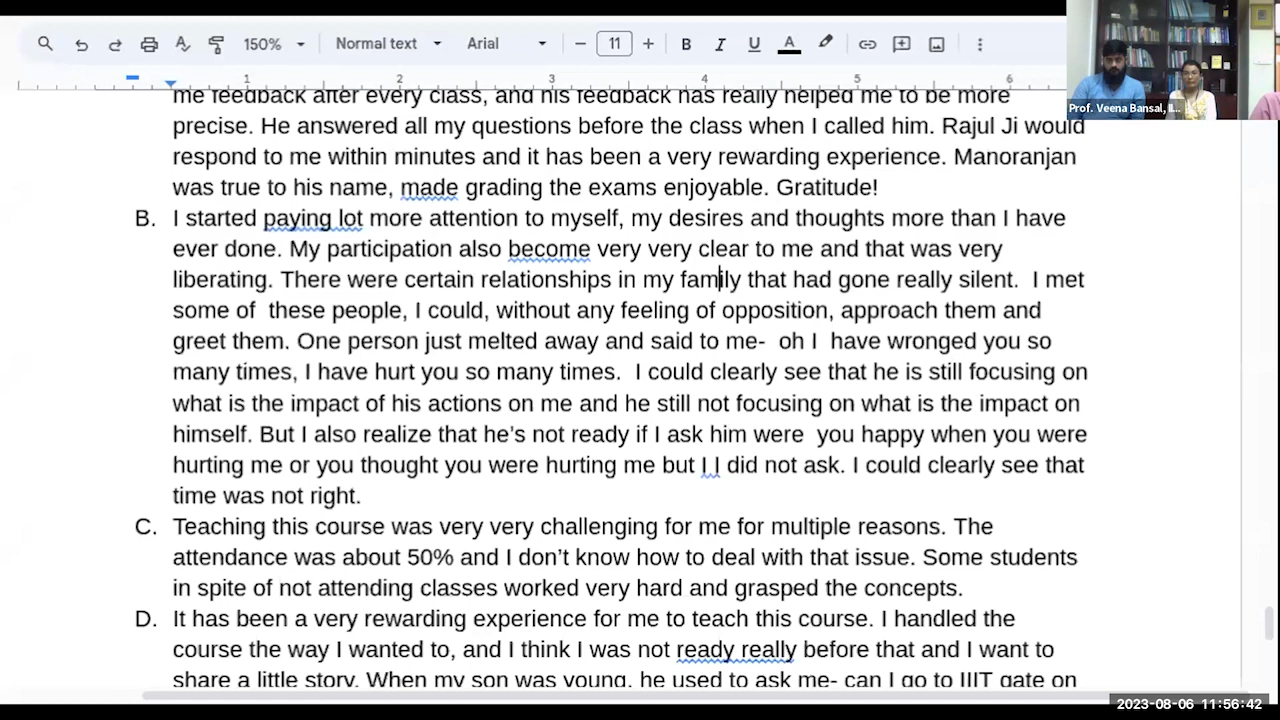 150%
Normal text
Arial
11
B
I
U
A
1
2
3
4
5
6
Prof. Veena Bansal, II...
me feedback after every class, and his feedback has really helped me to be more
precise. He answered all my questions before the class when I called him. Rajul Ji would
respond to me within minutes and it has been a very rewarding experience. Manoranjan
was true to his name, made grading the exams enjoyable. Gratitude!
B. I started paying lot more attention to myself, my desires and thoughts more than I have
ever done. My participation also become very very clear to me and that was very
liberating. There were certain relationships in my family that had gone really silent.  I met
some of  these people, I could, without any feeling of opposition, approach them and
greet them. One person just melted away and said to me-  oh I  have wronged you so
many times, I have hurt you so many times.  I could clearly see that he is still focusing on
what is the impact of his actions on me and he still not focusing on what is the impact on
himself. But I also realize that he’s not ready if I ask him were  you happy when you were
hurting me or you thought you were hurting me but I I did not ask. I could clearly see that
time was not right.
C. Teaching this course was very very challenging for me for multiple reasons. The
attendance was about 50% and I don’t know how to deal with that issue. Some students
in spite of not attending classes worked very hard and grasped the concepts.
D. It has been a very rewarding experience for me to teach this course. I handled the
course the way I wanted to, and I think I was not ready really before that and I want to
share a little story. When my son was young, he used to ask me- can I go to IIIT gate on
2023-08-06 11:56:42